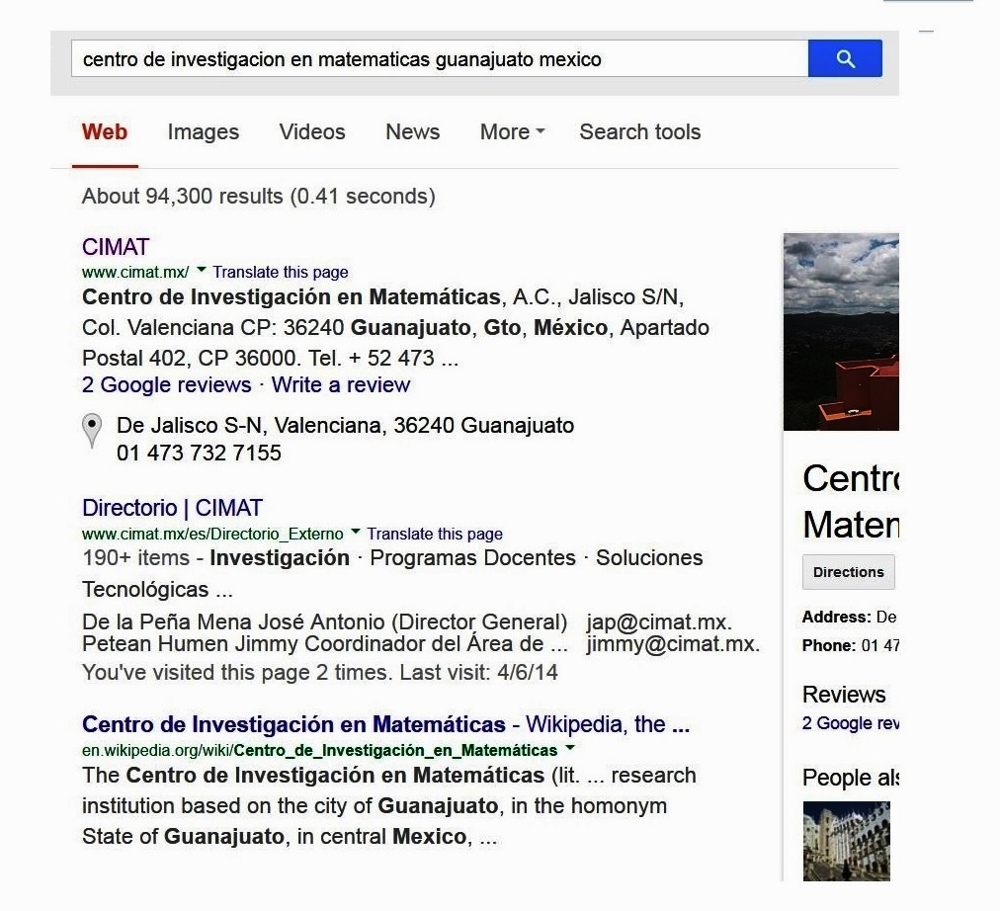 centro de investigacion en matematicas guanajuato mexico
Web Images Videos News More Search tools
About 94,300 results (0.41 seconds)
CIMAT
www.cimat.mx/ Translate this page
Centro de Investigación en Matemáticas, A.C., Jalisco S/N,
Col. Valenciana CP: 36240 Guanajuato, Gto, México, Apartado
Postal 402, CP 36000. Tel. + 52 473 ...
2 Google reviews · Write a review
De Jalisco S-N, Valenciana, 36240 Guanajuato
01 473 732 7155
Directorio | CIMAT
www.cimat.mx/es/Directorio_Externo Translate this page
190+ items - Investigación · Programas Docentes · Soluciones
Tecnológicas ...
De la Peña Mena José Antonio (Director General) jap@cimat.mx.
Petean Humen Jimmy Coordinador del Área de ... jimmy@cimat.mx.
You've visited this page 2 times. Last visit: 4/6/14
Centro de Investigación en Matemáticas - Wikipedia, the ...
en.wikipedia.org/wiki/Centro_de_Investigación_en_Matemáticas
The Centro de Investigación en Matemáticas (lit. ... research
institution based on the city of Guanajuato, in the homonym
State of Guanajuato, in central Mexico, ...
Centro
Maten
Directions
Address: De
Phone: 01 47
Reviews
2 Google rev
People als